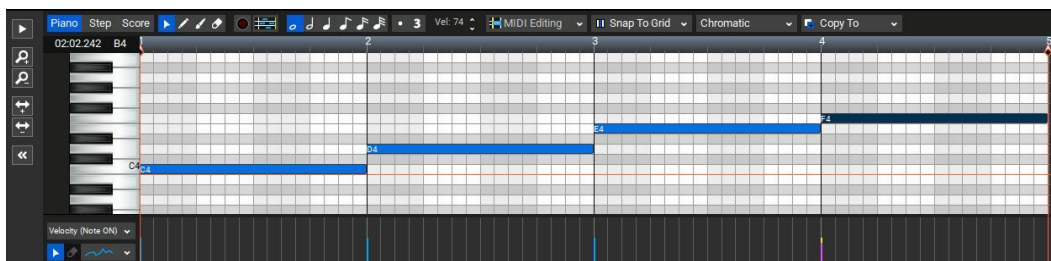 Piano Step Score 3 Vel: 74 MIDI Editing Snap To Grid Chromatic Copy To
02:02.242 B4 1 2 3 4 5
F4
E4
D4
C4 C4
Velocity (Note ON)